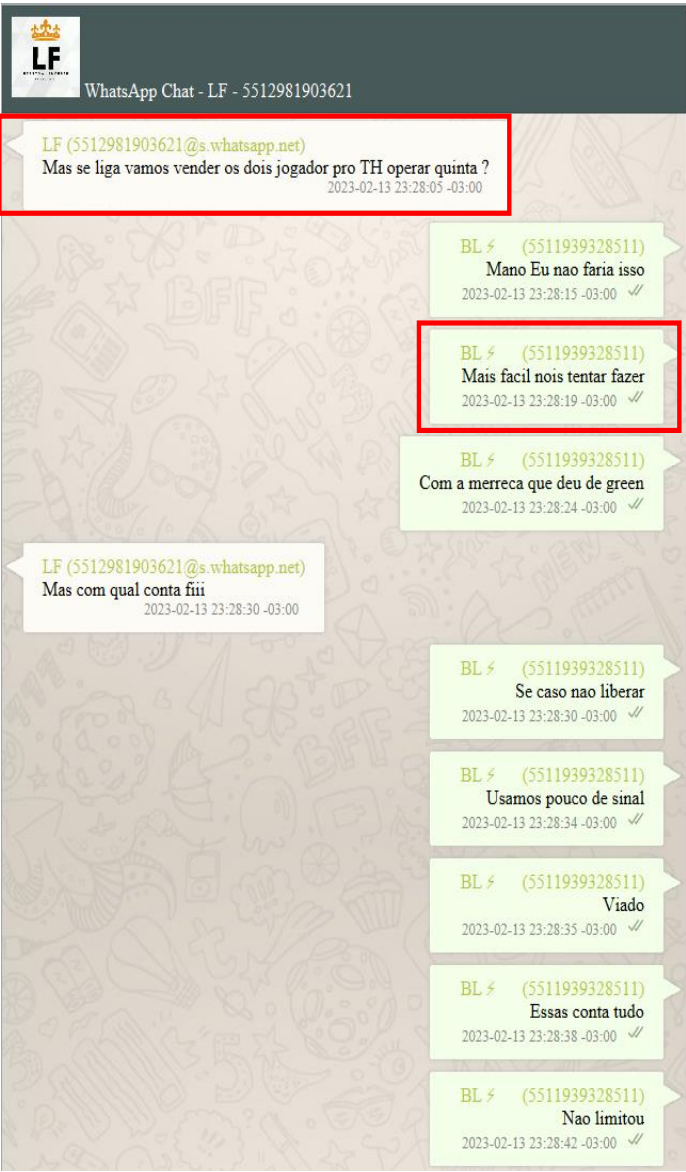 LF
WhatsApp Chat - LF - 5512981903621
LF (5512981903621@s.whatsapp.net)
Mas se liga vamos vender os dois jogador pro TH operar quinta ?
2023-02-13 23:28:05 -03:00
BL⚡ (5511939328511)
Mano Eu nao faria isso
2023-02-13 23:28:15 -03:00
BL⚡ (5511939328511)
Mais facil nois tentar fazer
2023-02-13 23:28:19 -03:00
BL⚡ (5511939328511)
Com a merreca que deu de green
2023-02-13 23:28:24 -03:00
LF (5512981903621@s.whatsapp.net)
Mas com qual conta fiii
2023-02-13 23:28:30 -03:00
BL⚡ (5511939328511)
Se caso nao liberar
2023-02-13 23:28:30 -03:00
BL⚡ (5511939328511)
Usamos pouco de sinal
2023-02-13 23:28:34 -03:00
BL⚡ (5511939328511)
Viado
2023-02-13 23:28:35 -03:00
BL⚡ (5511939328511)
Essas conta tudo
2023-02-13 23:28:38 -03:00
BL⚡ (5511939328511)
Nao limitou
2023-02-13 23:28:42 -03:00